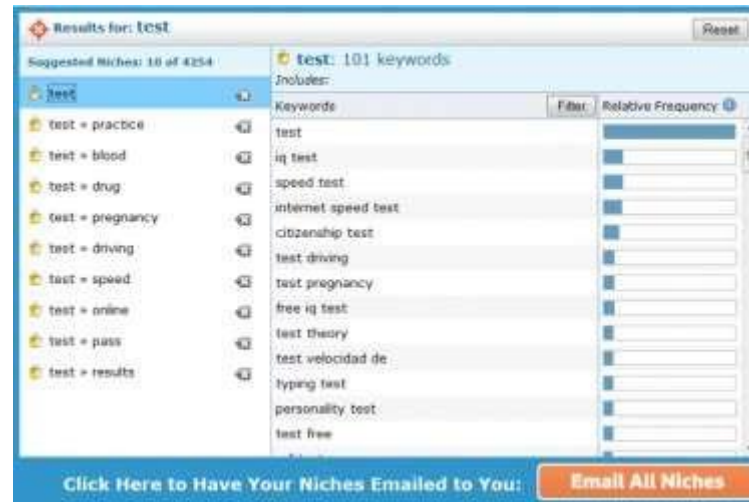 Results for: test
Reset
Suggested Niches: 10 of 4254
test
test » practice
test » blood
test » drug
test » pregnancy
test » driving
test » speed
test » online
test » pass
test » results
test: 101 keywords
Includes:
Keywords
Filter
Relative Frequency
test
iq test
speed test
internet speed test
citizenship test
test driving
test pregnancy
free iq test
test theory
test velocidad de
typing test
personality test
test free
Click Here to Have Your Niches Emailed to You:
Email All Niches